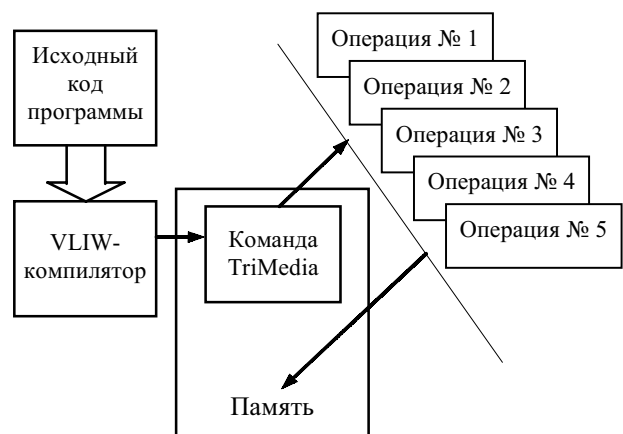 Исходный
код
программы
VLIW-
компилятор
Команда
TriMedia
Память
Операция № 1
Операция № 2
Операция № 3
Операция № 4
Операция № 5